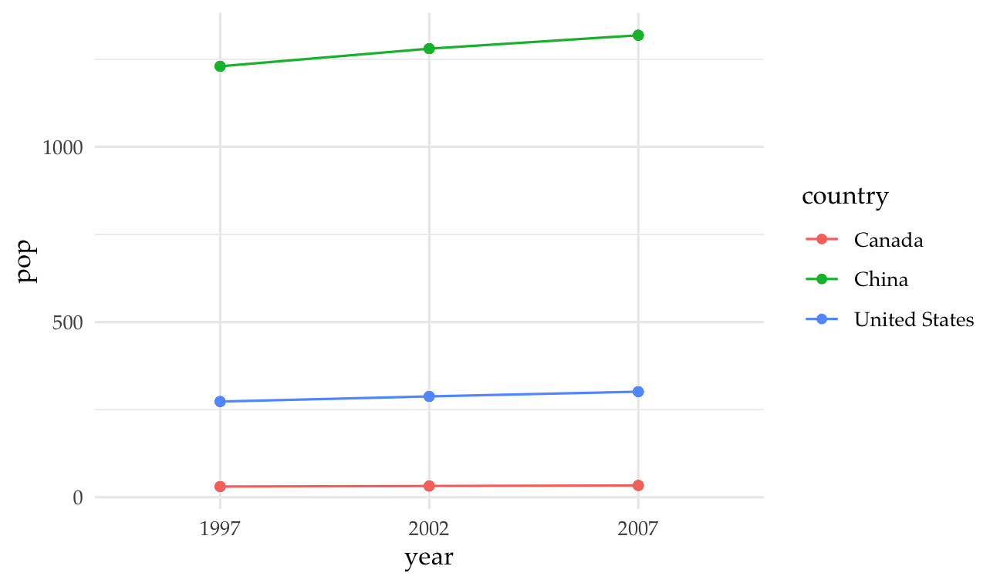 pop
1000
500
0
1997 2002 2007
year
country
Canada
China
United States